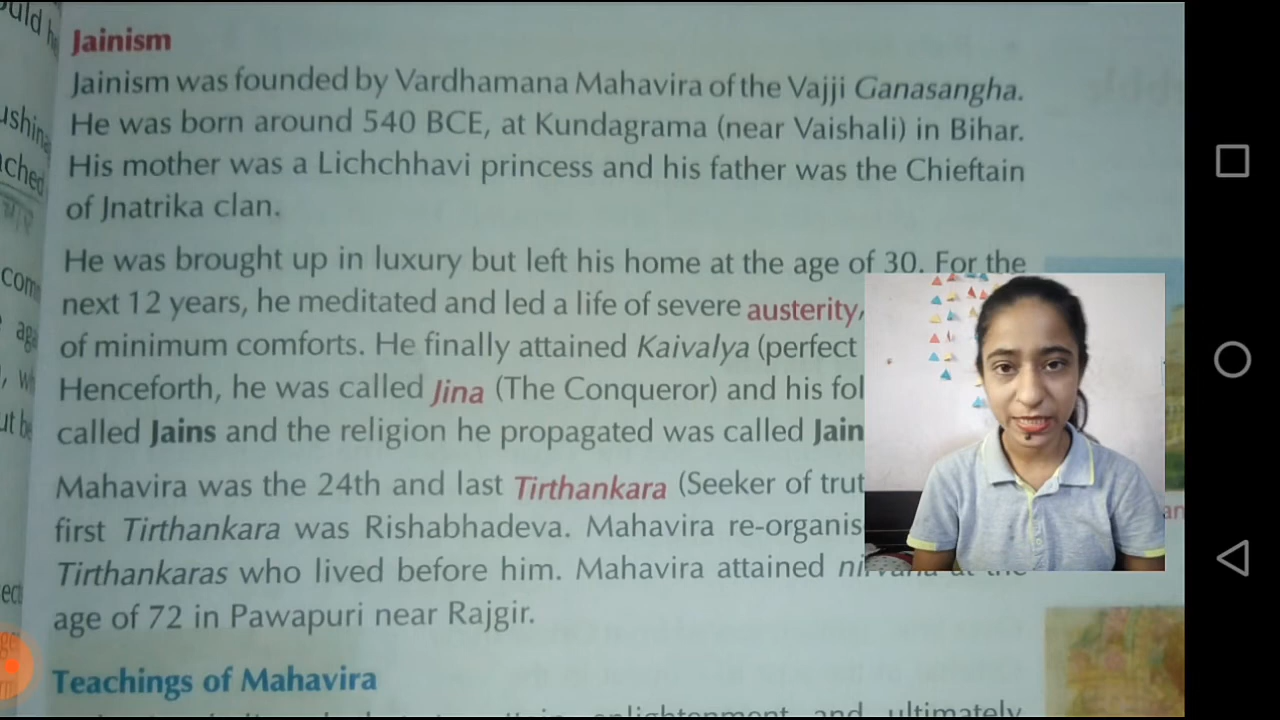 Jainism
Jainism was founded by Vardhamana Mahavira of the Vajji Ganasangha.
He was born around 540 BCE, at Kundagrama (near Vaishali) in Bihar.
His mother was a Lichchhavi princess and his father was the Chieftain
of Jnatrika clan.
He was brought up in luxury but left his home at the age of 30. For the
next 12 years, he meditated and led a life of severe austerity,
of minimum comforts. He finally attained Kaivalya (perfect
Henceforth, he was called Jina (The Conqueror) and his
called Jains and the religion he propagated was called
Mahavira was the 24th and last Tirthankara (Seeker of
first Tirthankara was Rishabhadeva. Mahavira
Tirthankaras who lived before him. Mahavira attained nirvana at the
age of 72 in Pawapuri near Rajgir.
Teachings of Mahavira
enlightenment and ultimately